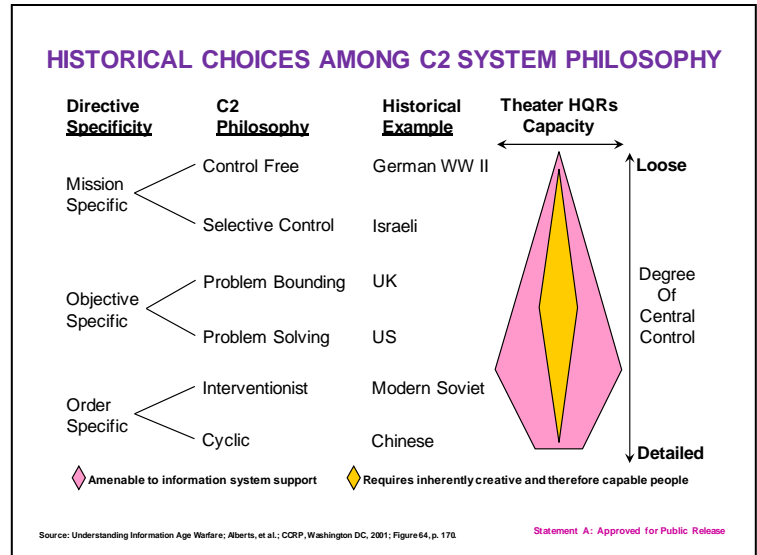 HISTORICAL CHOICES AMONG C2 SYSTEM PHILOSOPHY
Directive
Specificity
C2
Philosophy
Historical
Example
Theater HQRs
Capacity
Mission
Specific
Control Free
German WW II
Selective Control
Israeli
Objective
Specific
Problem Bounding
UK
Problem Solving
US
Order
Specific
Interventionist
Modern Soviet
Cyclic
Chinese
Loose
Degree
Of
Central
Control
Detailed
Amenable to information system support
Requires inherently creative and therefore capable people
Source: Understanding Information Age Warfare; Alberts, et al.; CCRP, Washington DC, 2001; Figure 64, p. 170.
Statement A: Approved for Public Release